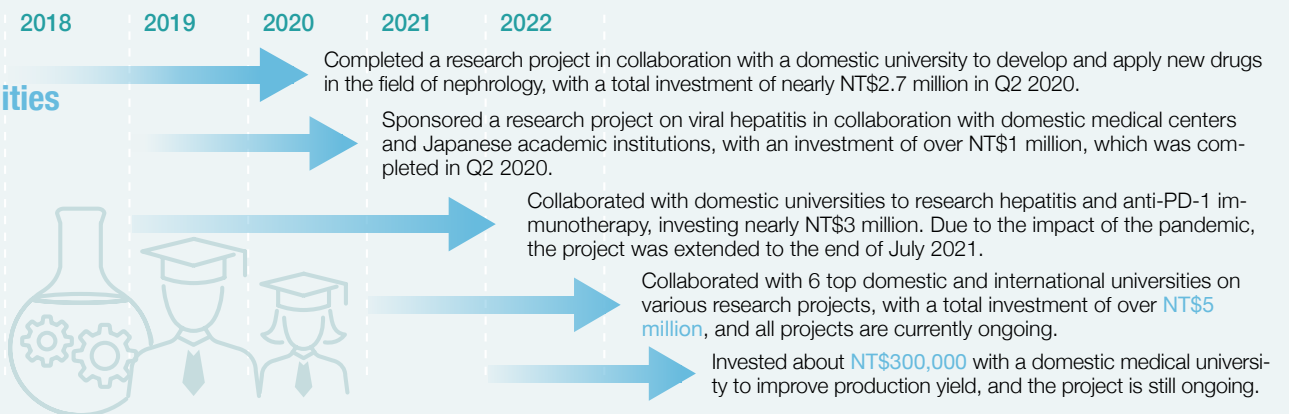 2018 2019 2020 2021 2022
ities
Completed a research project in collaboration with a domestic university to develop and apply new drugs
in the field of nephrology, with a total investment of nearly NT$2.7 million in Q2 2020.
Sponsored a research project on viral hepatitis in collaboration with domestic medical centers
and Japanese academic institutions, with an investment of over NT$1 million, which was com-
pleted in Q2 2020.
Collaborated with domestic universities to research hepatitis and anti-PD-1 im-
munotherapy, investing nearly NT$3 million. Due to the impact of the pandemic,
the project was extended to the end of July 2021.
Collaborated with 6 top domestic and international universities on
various research projects, with a total investment of over NT$5
million, and all projects are currently ongoing.
Invested about NT$300,000 with a domestic medical universi-
ty to improve production yield, and the project is still ongoing.